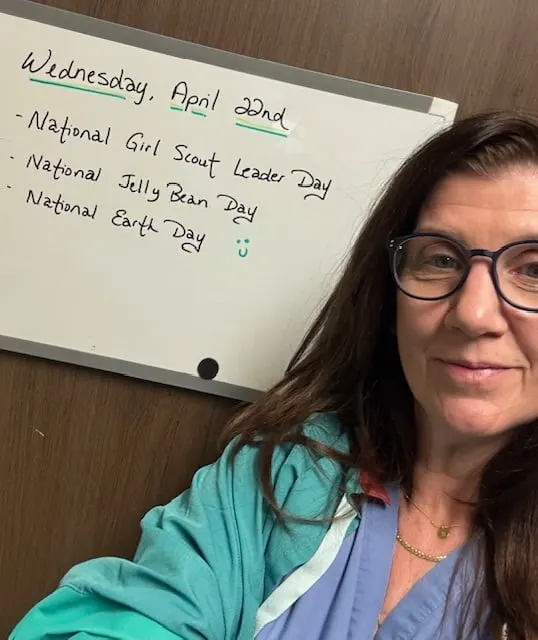 Wednesday, April 22nd
- National Girl Scout Leader Day
- National Jelly Bean Day
- National Earth Day